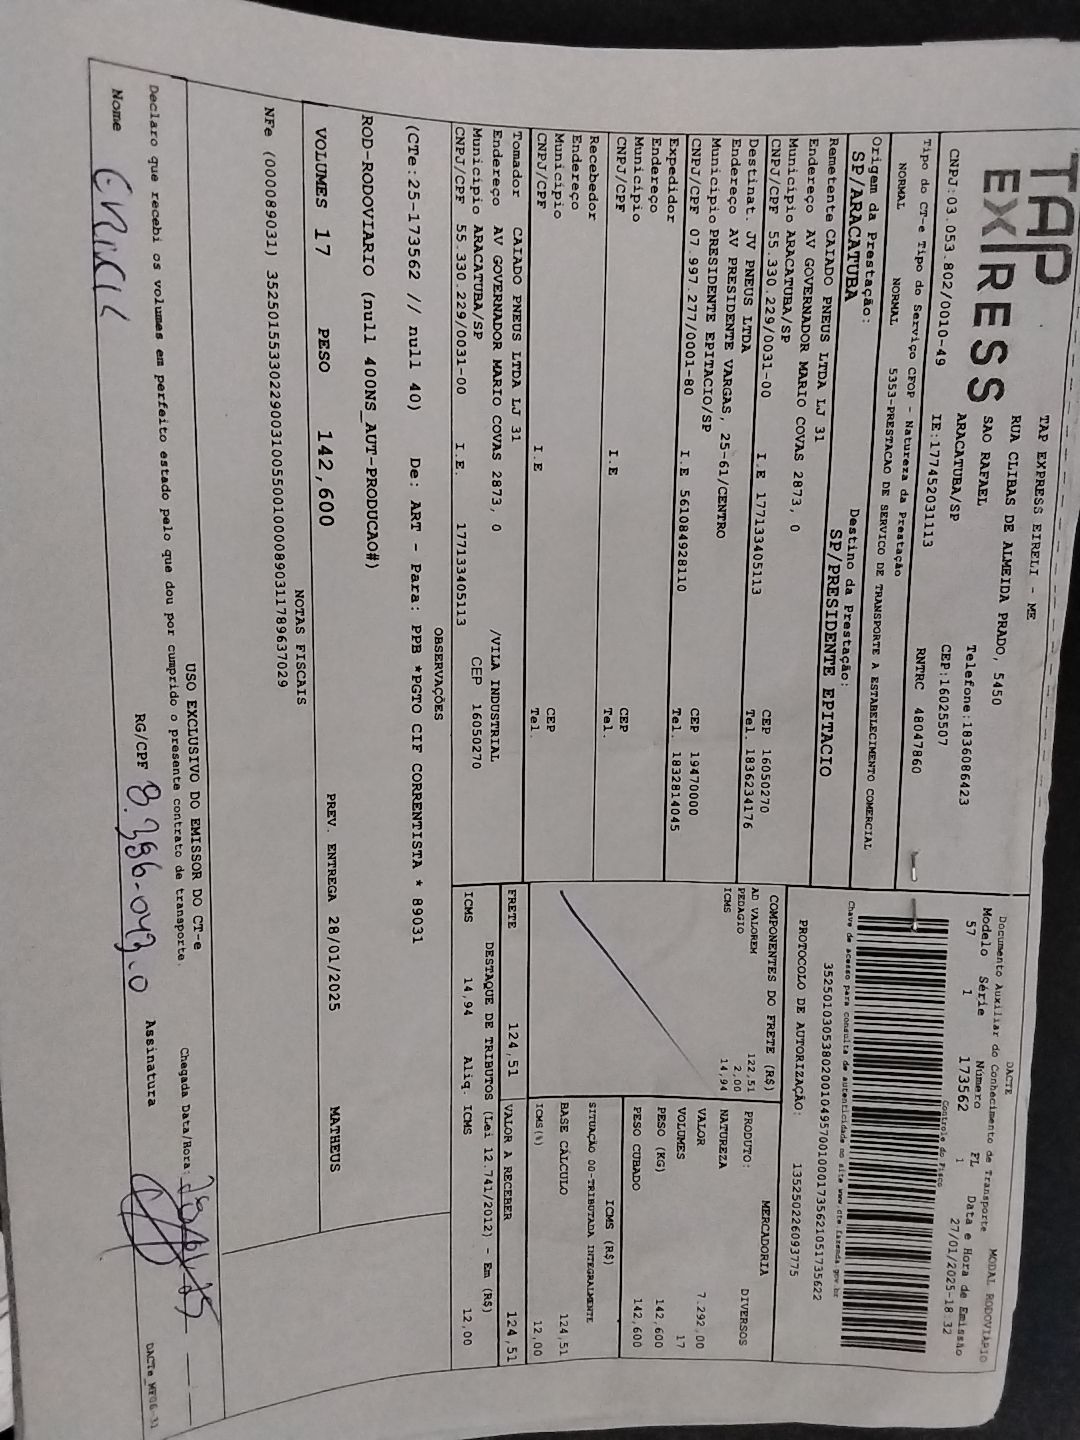 TAP
EXPRESS
TAP EXPRESS EIRELI - ME
RUA CLIBAS DE ALMEIDA PRADO, 5450
SAO RAFAEL
ARACATUBA/SP
Telefone:1836086423
CEP:16025507
CNPJ:03.053.802/0010-49 IE:177452031113
Tipo do CT-e Tipo do Serviço CFOP - Natureza da Prestação RNTRC 48047860
NORMAL NORMAL 5353-PRESTACAO DE SERVICO DE TRANSPORTE A ESTABELECIMENTO COMERCIAL
Origem da Prestação: Destino da Prestação:
SP/ARACATUBA SP/PRESIDENTE EPITACIO
Remetente CAIADO PNEUS LTDA LJ 31
Endereço AV GOVERNADOR MARIO COVAS 2873, 0
Município ARACATUBA/SP CEP 16050270
CNPJ/CPF 55.330.229/0031-00 I.E 177133405113 Tel. 1836234176
Destinat. JV PNEUS LTDA
Endereço AV PRESIDENTE VARGAS, 25-61/CENTRO
Município PRESIDENTE EPITACIO/SP CEP 19470000
CNPJ/CPF 07.997.277/0001-80 I.E 561084928110 Tel. 1832814045
Expedidor
Endereço
Município CEP
CNPJ/CPF I.E Tel.
Recebedor
Endereço
Município CEP
CNPJ/CPF I.E Tel.
Tomador CAIADO PNEUS LTDA LJ 31
Endereço AV GOVERNADOR MARIO COVAS 2873, 0 /VILA INDUSTRIAL
Município ARACATUBA/SP CEP 16050270
CNPJ/CPF 55.330.229/0031-00 I.E. 177133405113
DACTE
Documento Auxiliar do Conhecimento de Transporte MODAL RODOVIÁRIO
Modelo Série Número FL Data e Hora de Emissão
57 1 173562 1 27/01/2025-18 32
Controle do Fisco
Chave de acesso para consulta de autenticidade no site www.cte.fazenda.gov.br
35250103053802001049570010001735621051735622
PROTOCOLO DE AUTORIZAÇÃO: 135250226093775
COMPONENTES DO FRETE (R$)
AD VALOREM 122,51
PEDAGIO 2,00
ICMS 14,94
MERCADORIA
PRODUTO: DIVERSOS
NATUREZA
VALOR 7.292,00
VOLUMES 17
PESO (KG) 142,600
PESO CUBADO 142,600
ICMS (R$)
SITUAÇÃO 00-TRIBUTADA INTEGRALMENTE
BASE CÁLCULO 124,51
ICMS(%) 12,00
FRETE 124,51 VALOR A RECEBER 124,51
DESTAQUE DE TRIBUTOS (Lei 12.741/2012) - Em (R$)
ICMS 14,94 Aliq. ICMS 12,00
OBSERVAÇÕES
(CTe:25-173562 // null 40) De: ART - Para: PPB *PGTO CIF CORRENTISTA * 89031
ROD-RODOVIARIO (null 400NS_AUT-PRODUCAO#)
VOLUMES 17 PESO 142,600 PREV. ENTREGA 28/01/2025 MATHEUS
NOTAS FISCAIS
NFe (000089031) 35250155330229003100550010000890311789637029
USO EXCLUSIVO DO EMISSOR DO CT-e
Declaro que recebi os volumes em perfeito estado pelo que dou por cumprido o presente contrato de transporte. Chegada Data/Hora:
Nome RG/CPF 8.396.043.0 Assinatura
DACTe_MF06-31